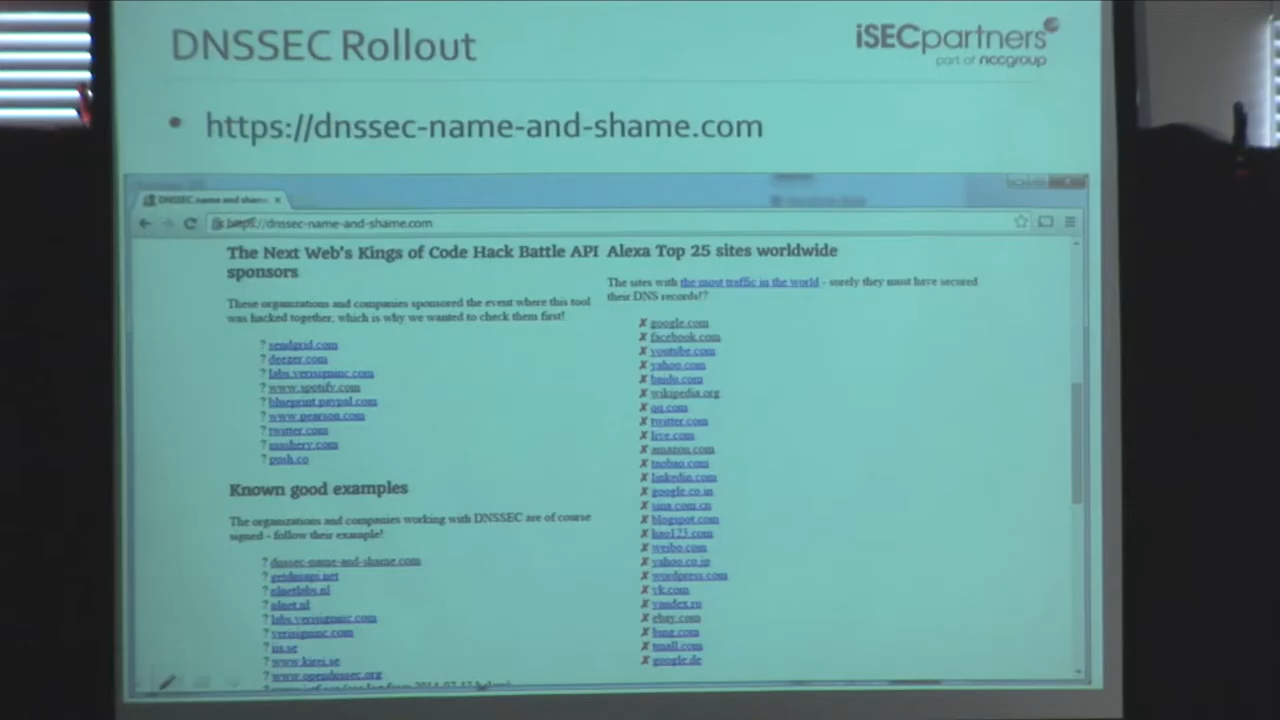 DNSSEC Rollout
iSECpartners
part of nccgroup
• https://dnssec-name-and-shame.com
DNSSEC name and shame
https://dnssec-name-and-shame.com
The Next Web's Kings of Code Hack Battle API
sponsors
These organizations and companies sponsored the event where this tool
was hacked together, which is why we wanted to check them first!
? sendgrid.com
? deezer.com
? labs.verisigninc.com
? www.spotify.com
? blueprint.paypal.com
? www.pearson.com
? twitter.com
? mashery.com
? posh.co
Known good examples
The organizations and companies working with DNSSEC are of course
signed - follow their example!
? dnssec-name-and-shame.com
? getdnsapi.net
? nlnetlabs.nl
? nlnet.nl
? labs.verisigninc.com
? verisigninc.com
? iis.se
? www.kirei.se
? www.opendnssec.org
Alexa Top 25 sites worldwide
The sites with the most traffic in the world - surely they must have secured
their DNS records!?
✗ google.com
✗ facebook.com
✗ youtube.com
✗ yahoo.com
✗ baidu.com
✗ wikipedia.org
✗ qq.com
✗ twitter.com
✗ live.com
✗ amazon.com
✗ taobao.com
✗ linkedin.com
✗ google.co.in
✗ sina.com.cn
✗ blogspot.com
✗ hao123.com
✗ weibo.com
✗ yahoo.co.jp
✗ wordpress.com
✗ vk.com
✗ yandex.ru
✗ ebay.com
✗ bing.com
✗ tmall.com
✗ google.de